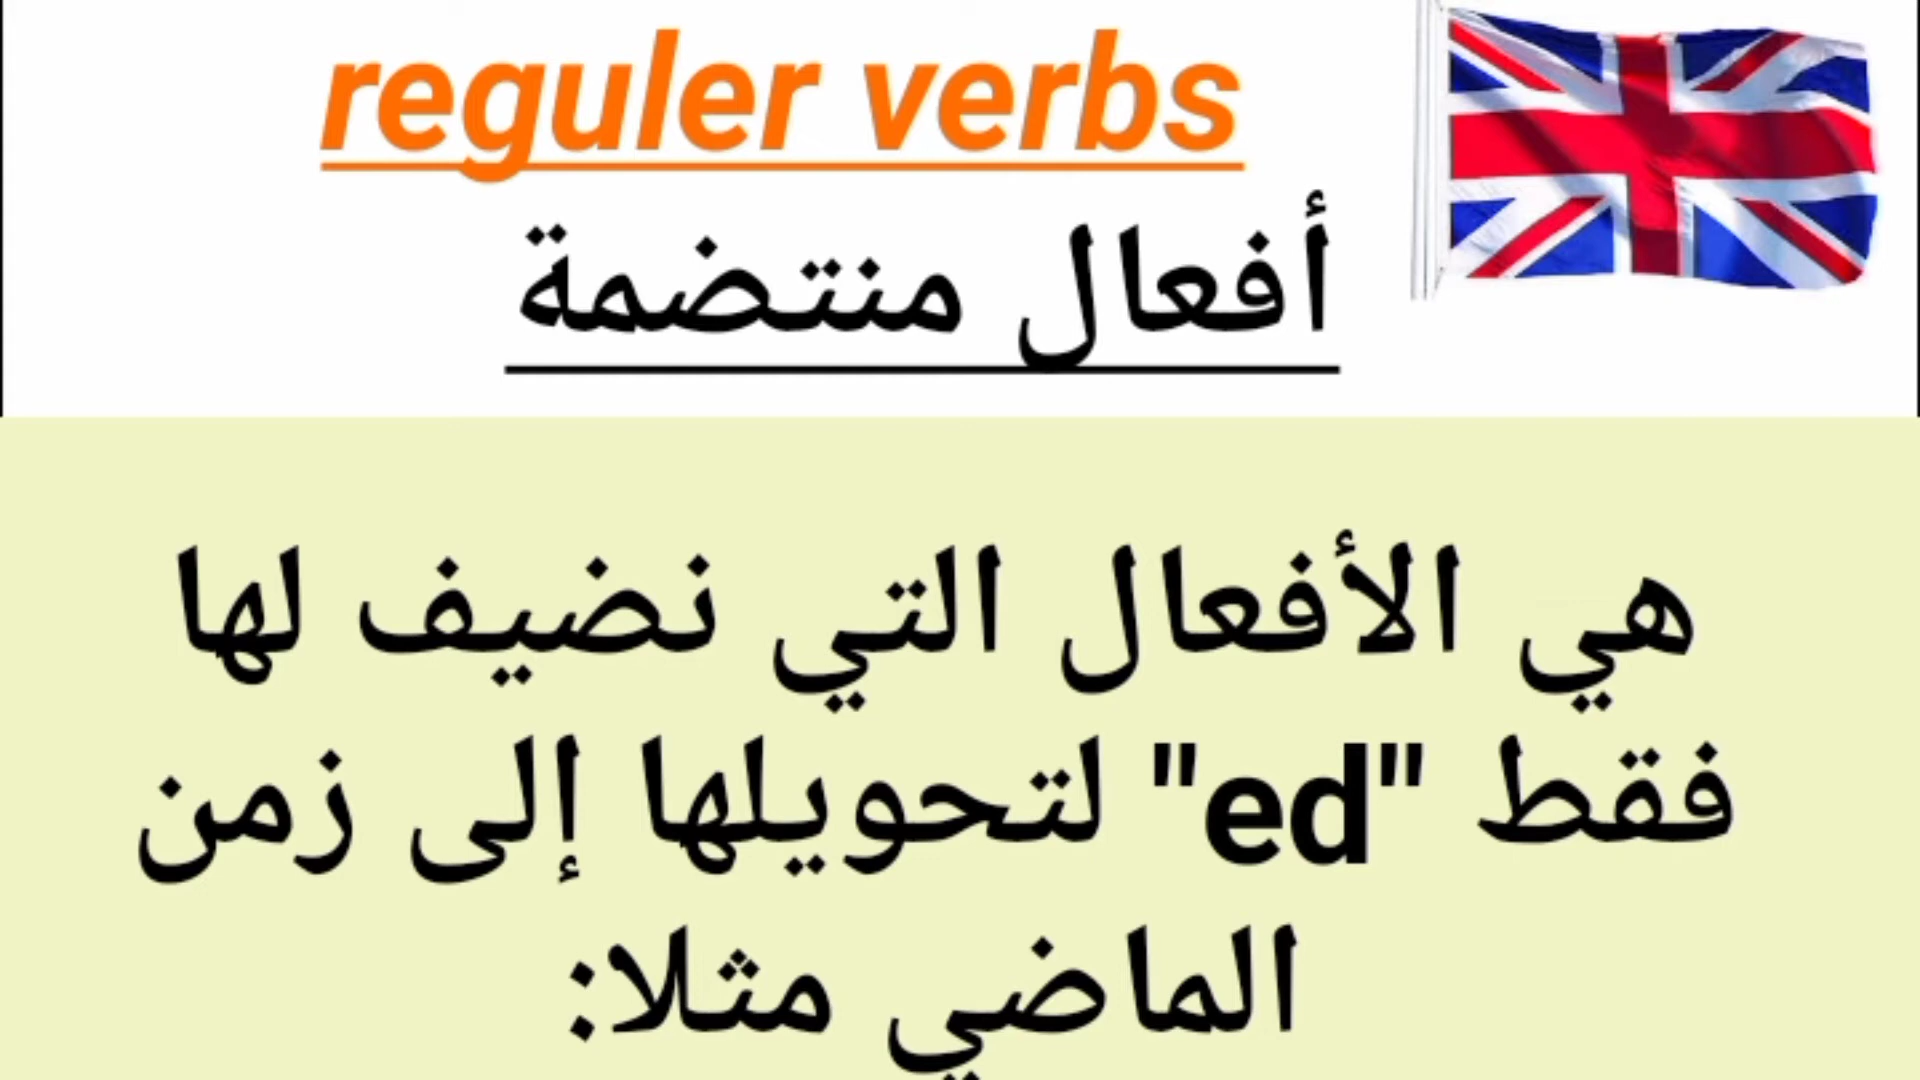 reguler verbs
أفعال منتضمة
هي الأفعال التي نضيف لها
فقط "ed" لتحويلها إلى زمن
الماضي مثلا: